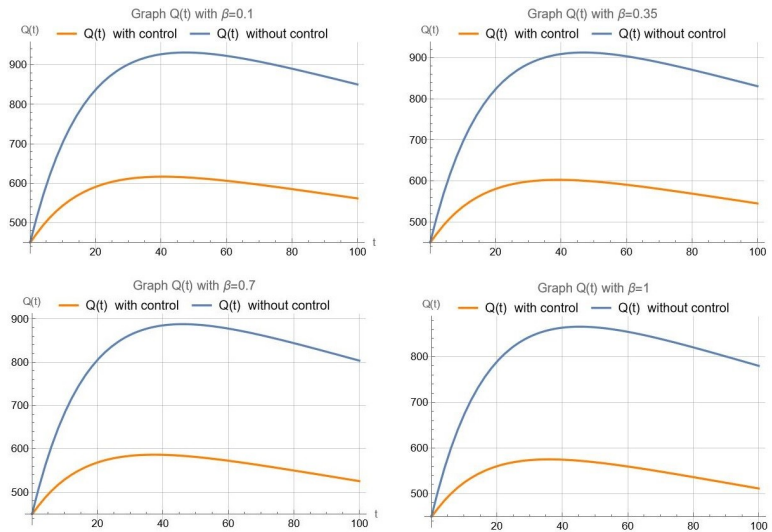 Graph Q(t) with β=0.1
Q(t)
Q(t) with control Q(t) without control
900
800
700
600
500
20 40 60 80 100 t
Graph Q(t) with β=0.35
Q(t)
Q(t) with control Q(t) without control
900
800
700
600
500
20 40 60 80 100 t
Graph Q(t) with β=0.7
Q(t)
Q(t) with control Q(t) without control
900
800
700
600
500
20 40 60 80 100 t
Graph Q(t) with β=1
Q(t)
Q(t) with control Q(t) without control
800
700
600
500
20 40 60 80 100 t